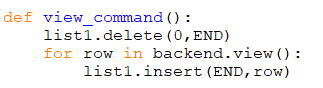 def view_command():
    list1.delete(0,END)
    for row in backend.view():
        list1.insert(END,row)